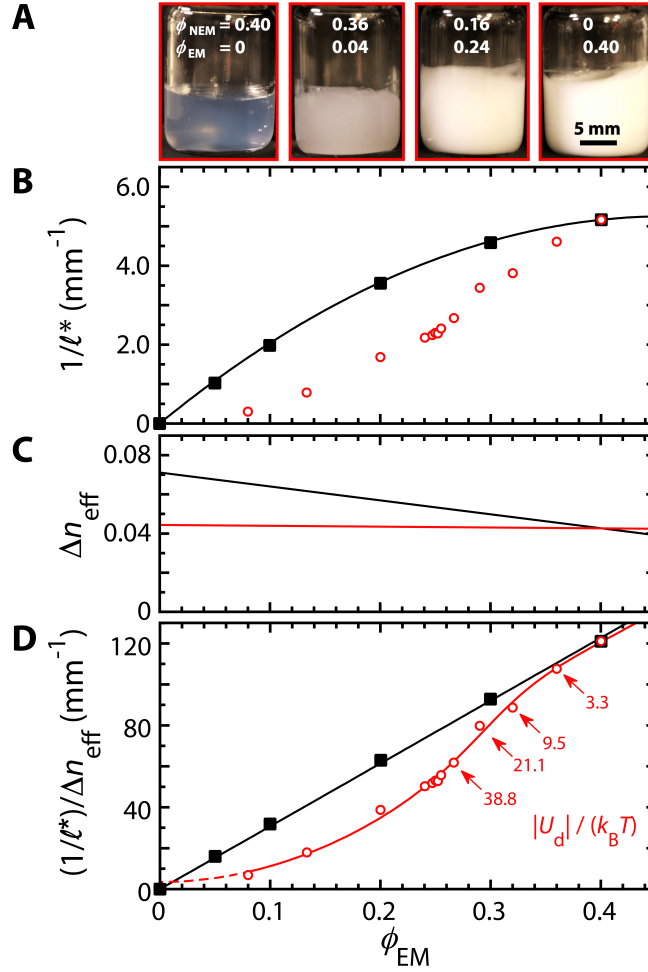 A
ϕNEM = 0.40 0.36 0.16 0
ϕEM = 0 0.04 0.24 0.40
5 mm
B
6.0
4.0
2.0
0
1/ℓ* (mm⁻¹)
C
0.08
0.04
0
Δneff
D
120
80
40
0
(1/ℓ*)/Δneff (mm⁻¹)
3.3
9.5
21.1
38.8
|Ud| / (kBT)
0 0.1 0.2 0.3 0.4
ϕEM